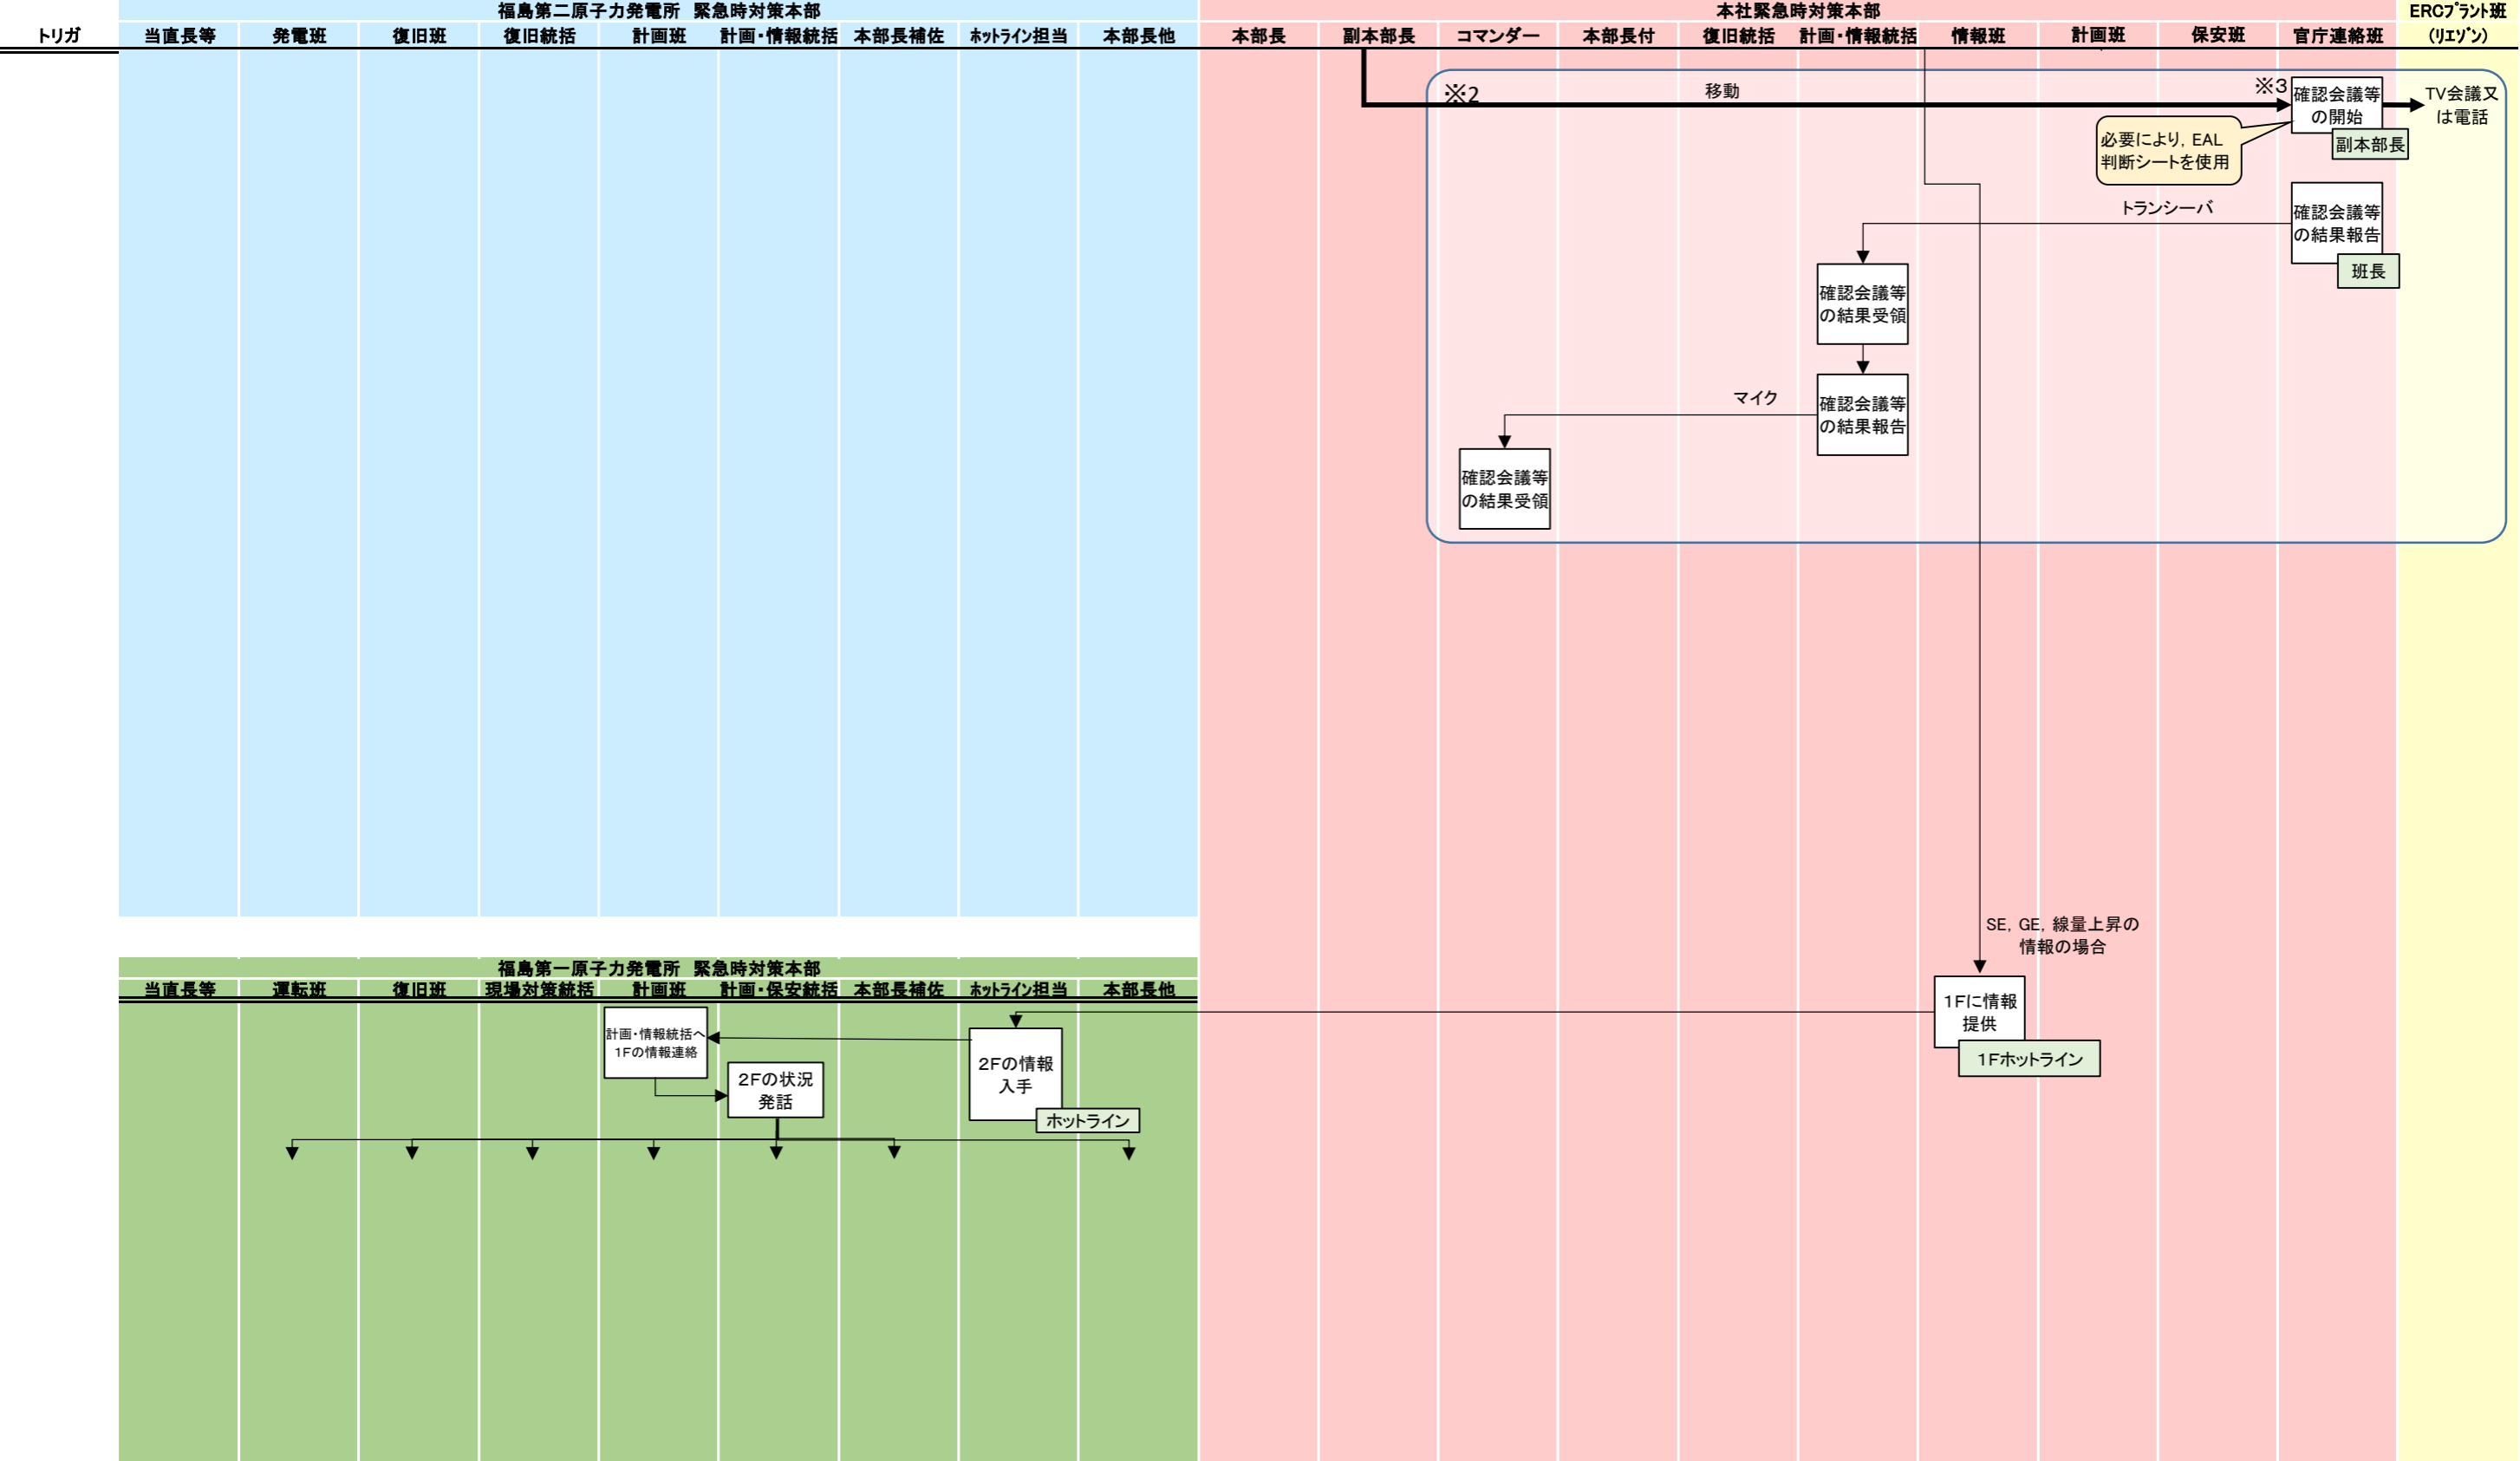 福島第二原子力発電所　緊急時対策本部
本社緊急時対策本部
ERCﾌﾟﾗﾝﾄ班
トリガ
当直長等
発電班
復旧班
復旧統括
計画班
計画・情報統括
本部長補佐
ﾎｯﾄﾗｲﾝ担当
本部長他
本部長
副本部長
コマンダー
本部長付
復旧統括
計画・情報統括
情報班
計画班
保安班
官庁連絡班
(ﾘｴｿﾞﾝ)
※2
移動
※3
確認会議等
の開始
副本部長
TV会議又
は電話
必要により，EAL
判断シートを使用
トランシーバ
確認会議等
の結果報告
班長
確認会議等
の結果受領
マイク
確認会議等
の結果報告
確認会議等
の結果受領
SE，GE，線量上昇の
情報の場合
1Fに情報
提供
1Fホットライン
福島第一原子力発電所　緊急時対策本部
当直長等
運転班
復旧班
現場対策統括
計画班
計画・保安統括
本部長補佐
ﾎｯﾄﾗｲﾝ担当
本部長他
計画・情報統括へ
1Fの情報連絡
2Fの状況
発話
2Fの情報
入手
ホットライン